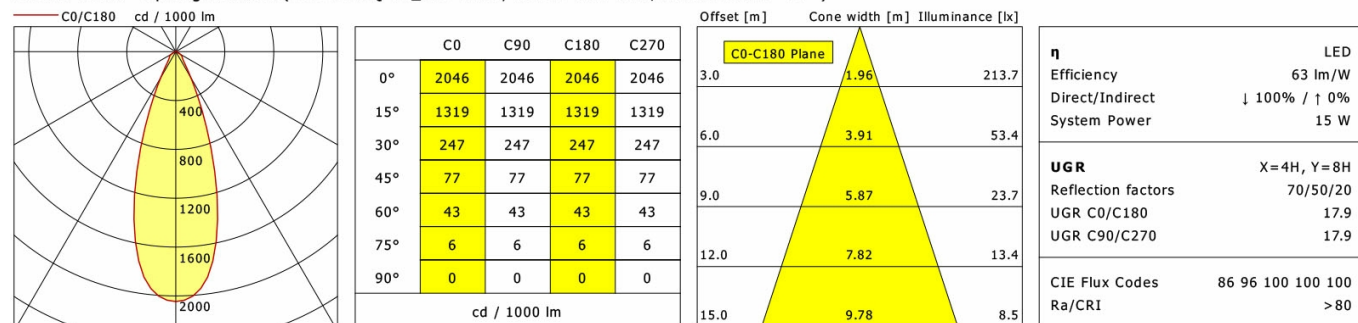 C0/C180 cd / 1000 lm
400
800
1200
1600
2000
C0 C90 C180 C270
0° 2046 2046 2046 2046
15° 1319 1319 1319 1319
30° 247 247 247 247
45° 77 77 77 77
60° 43 43 43 43
75° 6 6 6 6
90° 0 0 0 0
cd / 1000 lm
Offset [m] Cone width [m] Illuminance [lx]
C0-C180 Plane
3.0 1.96 213.7
6.0 3.91 53.4
9.0 5.87 23.7
12.0 7.82 13.4
15.0 9.78 8.5
η LED
Efficiency 63 lm/W
Direct/Indirect ↓ 100% / ↑ 0%
System Power 15 W
UGR X=4H, Y=8H
Reflection factors 70/50/20
UGR C0/C180 17.9
UGR C90/C270 17.9
CIE Flux Codes 86 96 100 100 100
Ra/CRI >80